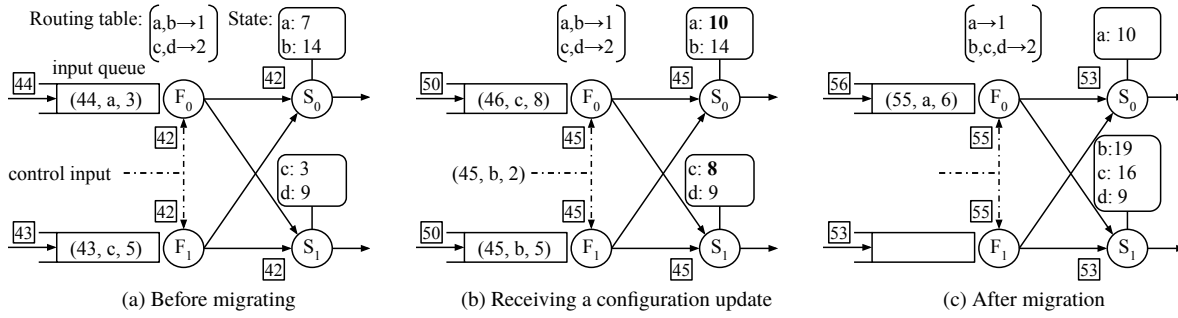 Routing table:
a,b→1
c,d→2
State:
a: 7
b: 14
44
input queue
(44, a, 3)
F0
42
S0
42
control input
42
c: 3
d: 9
43
(43, c, 5)
F1
42
S1
(a) Before migrating
a,b→1
c,d→2
a: 10
b: 14
50
(46, c, 8)
F0
45
S0
45
(45, b, 2)
45
c: 8
d: 9
50
(45, b, 5)
F1
45
S1
(b) Receiving a configuration update
a→1
b,c,d→2
a: 10
56
(55, a, 6)
F0
53
S0
55
55
b:19
c: 16
d: 9
53
F1
53
S1
(c) After migration